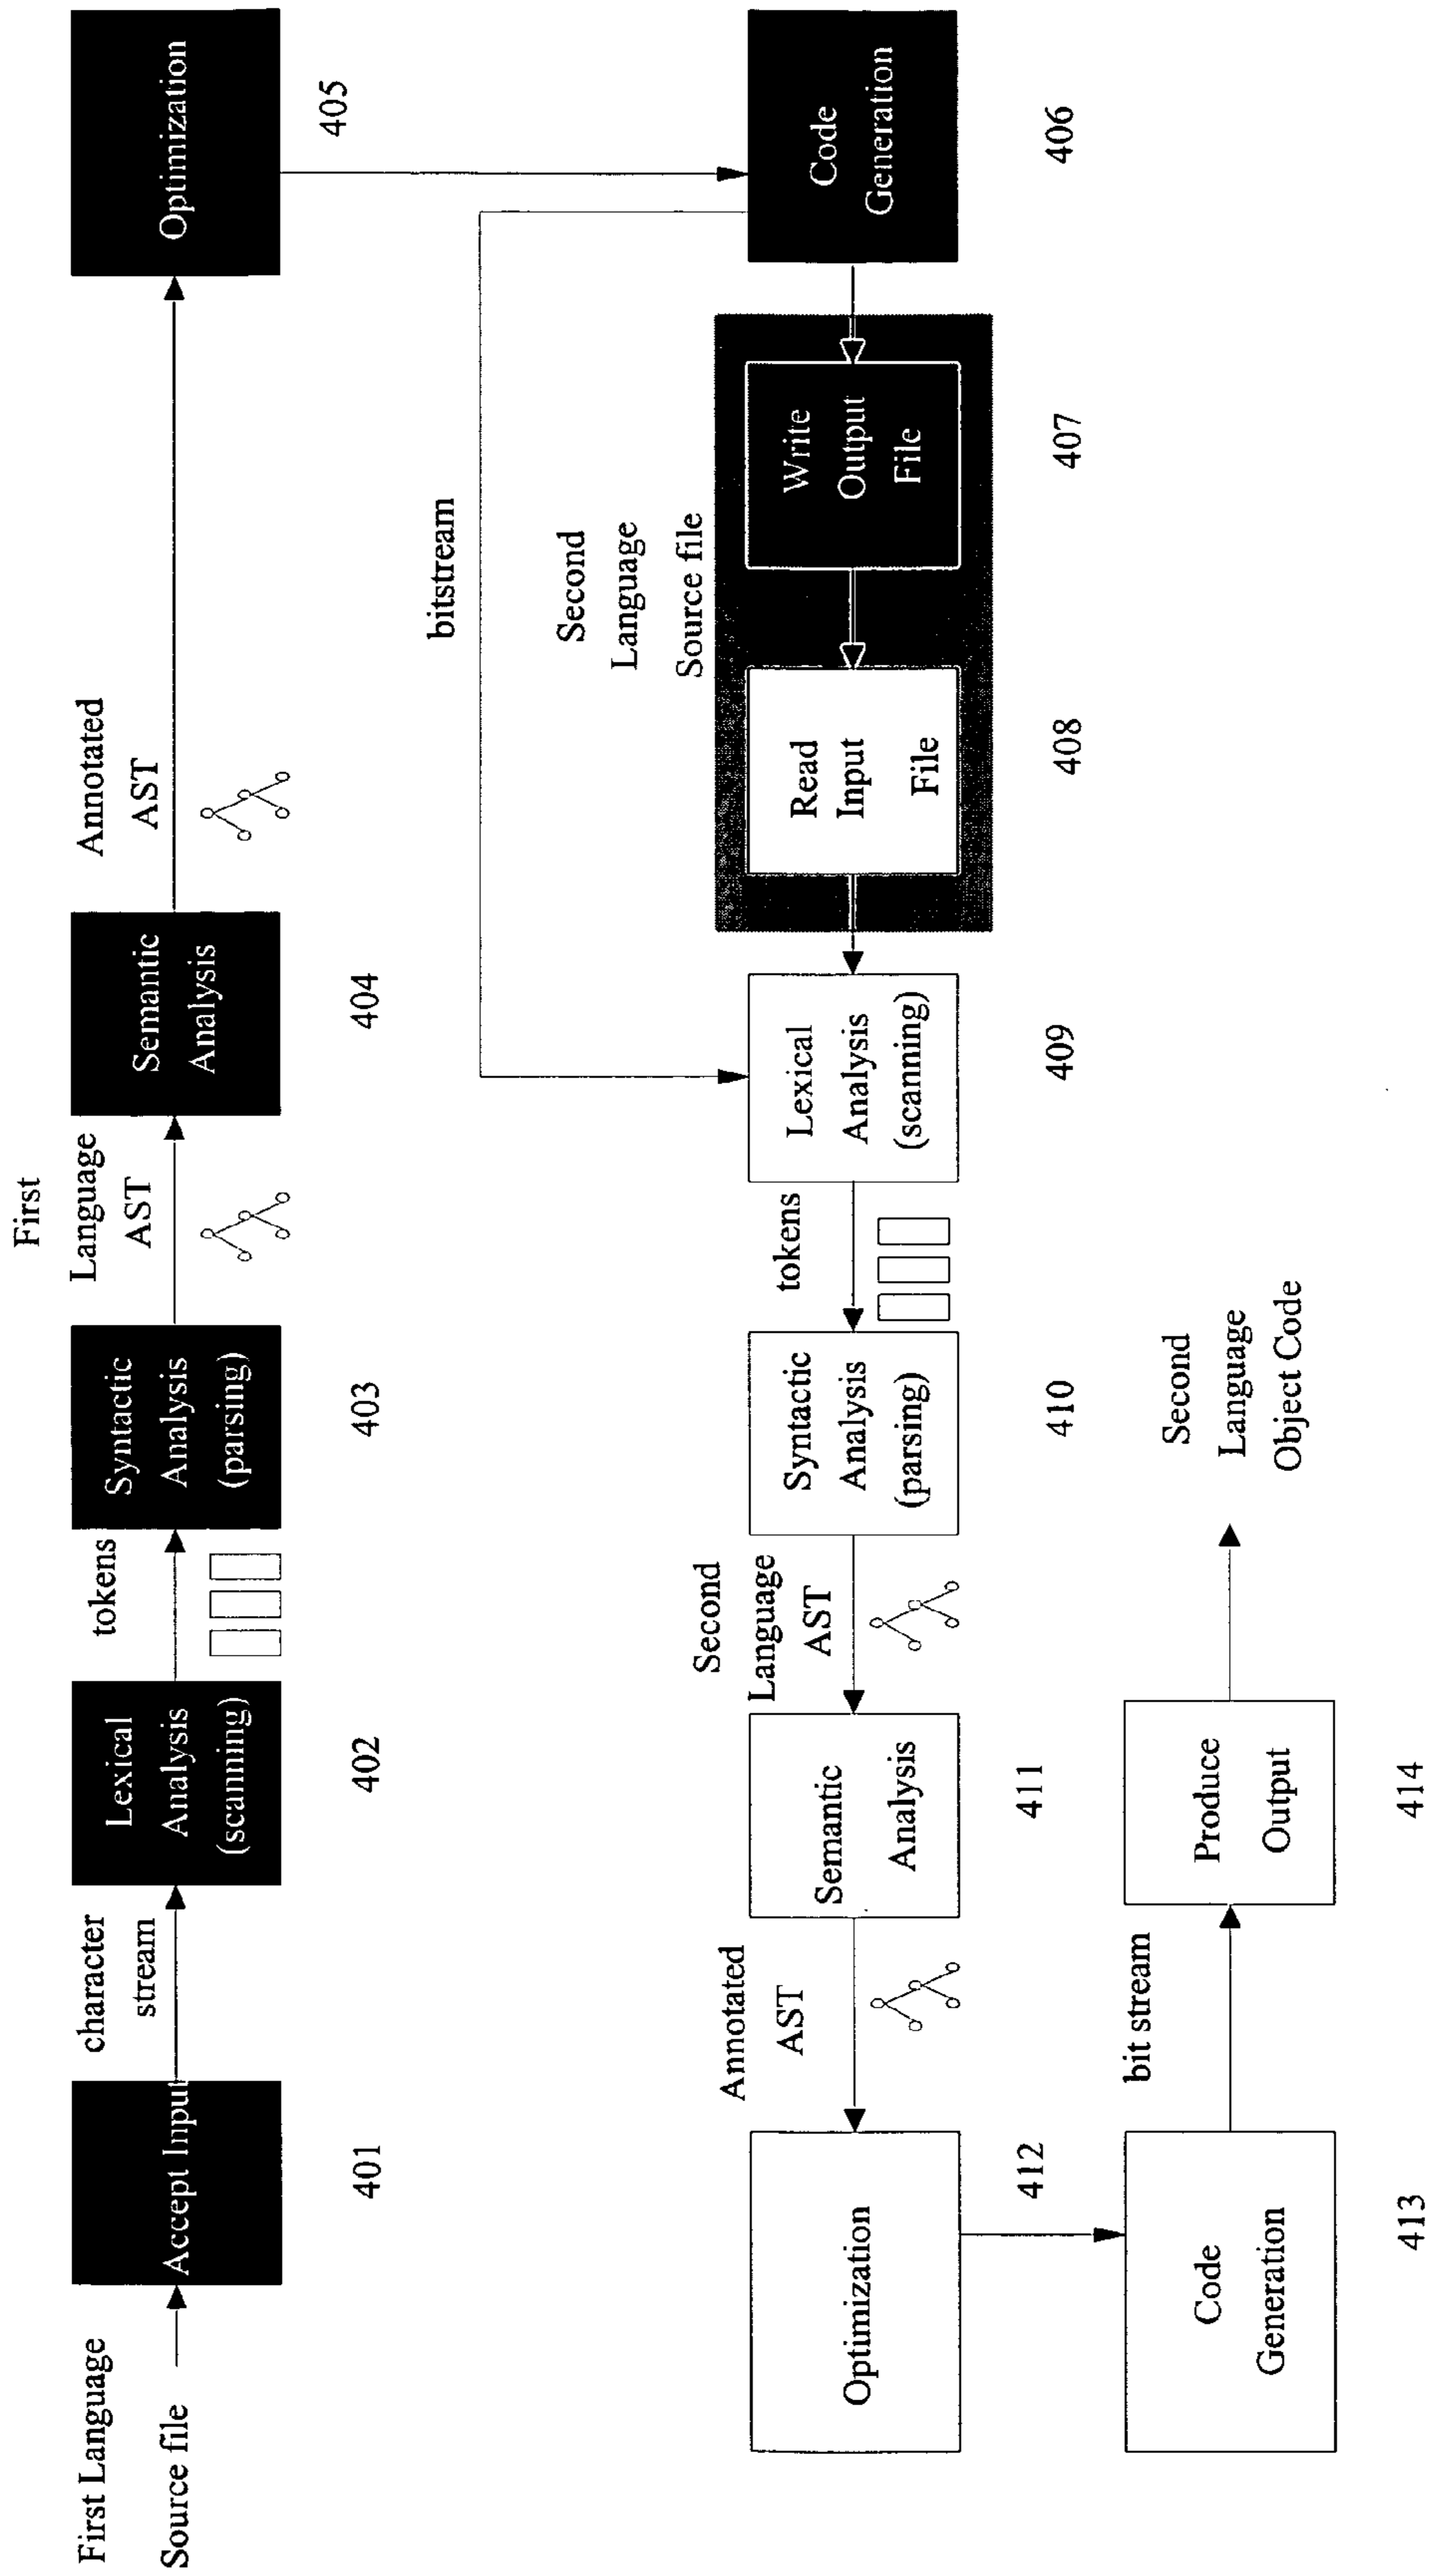 First Language
Source file
Accept Input
401
character
stream
Lexical
Analysis
(scanning)
402
tokens
Syntactic
Analysis
(parsing)
403
First
Language
AST
Semantic
Analysis
404
Annotated
AST
Optimization
405
bitstream
Code
Generation
406
Second
Language
Source file
Write
Output
File
407
Read
Input
File
408
Lexical
Analysis
(scanning)
409
tokens
Syntactic
Analysis
(parsing)
410
Second
Language
AST
Semantic
Analysis
411
Annotated
AST
Optimization
412
Code
Generation
413
bit stream
Produce
Output
414
Second
Language
Object Code